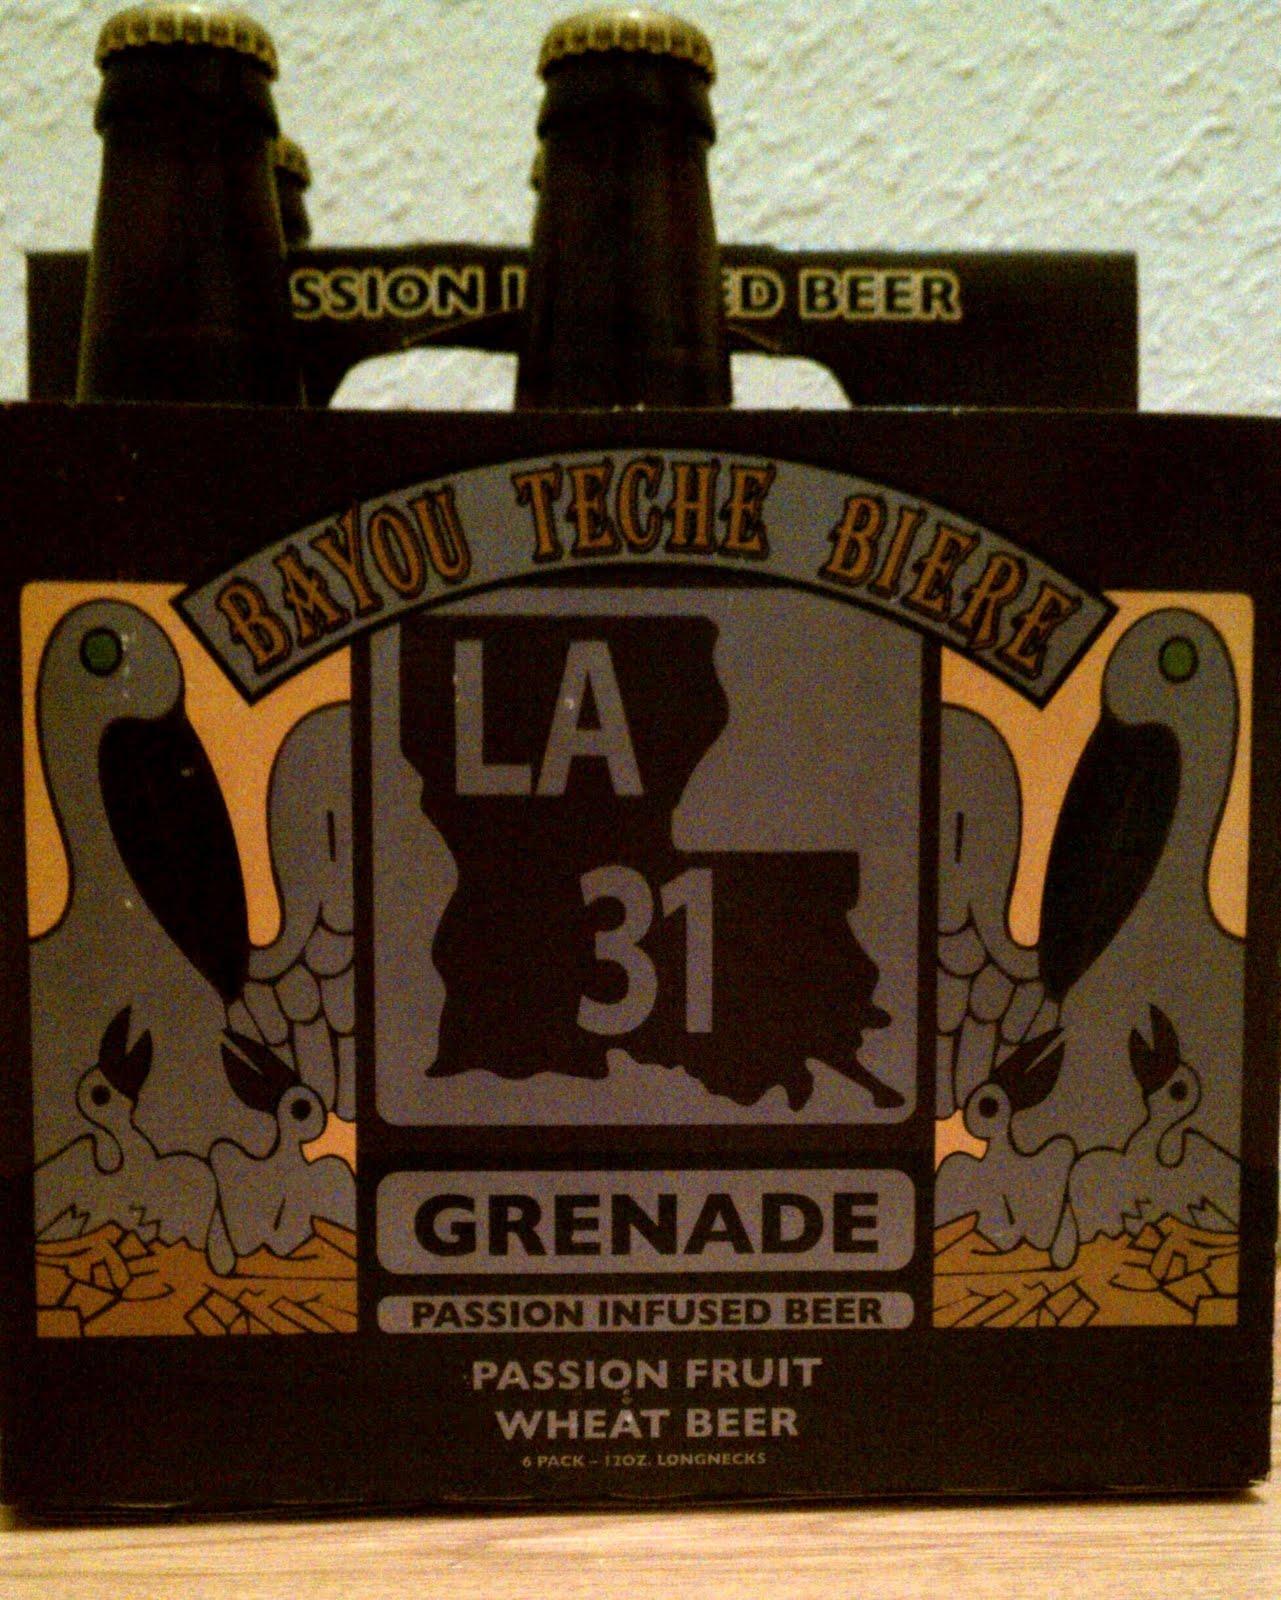 SSION I ED BEER
BAYOU TECHE BIERE
LA
31
GRENADE
PASSION INFUSED BEER
PASSION FRUIT
WHEAT BEER
6 PACK – 12OZ. LONGNECKS